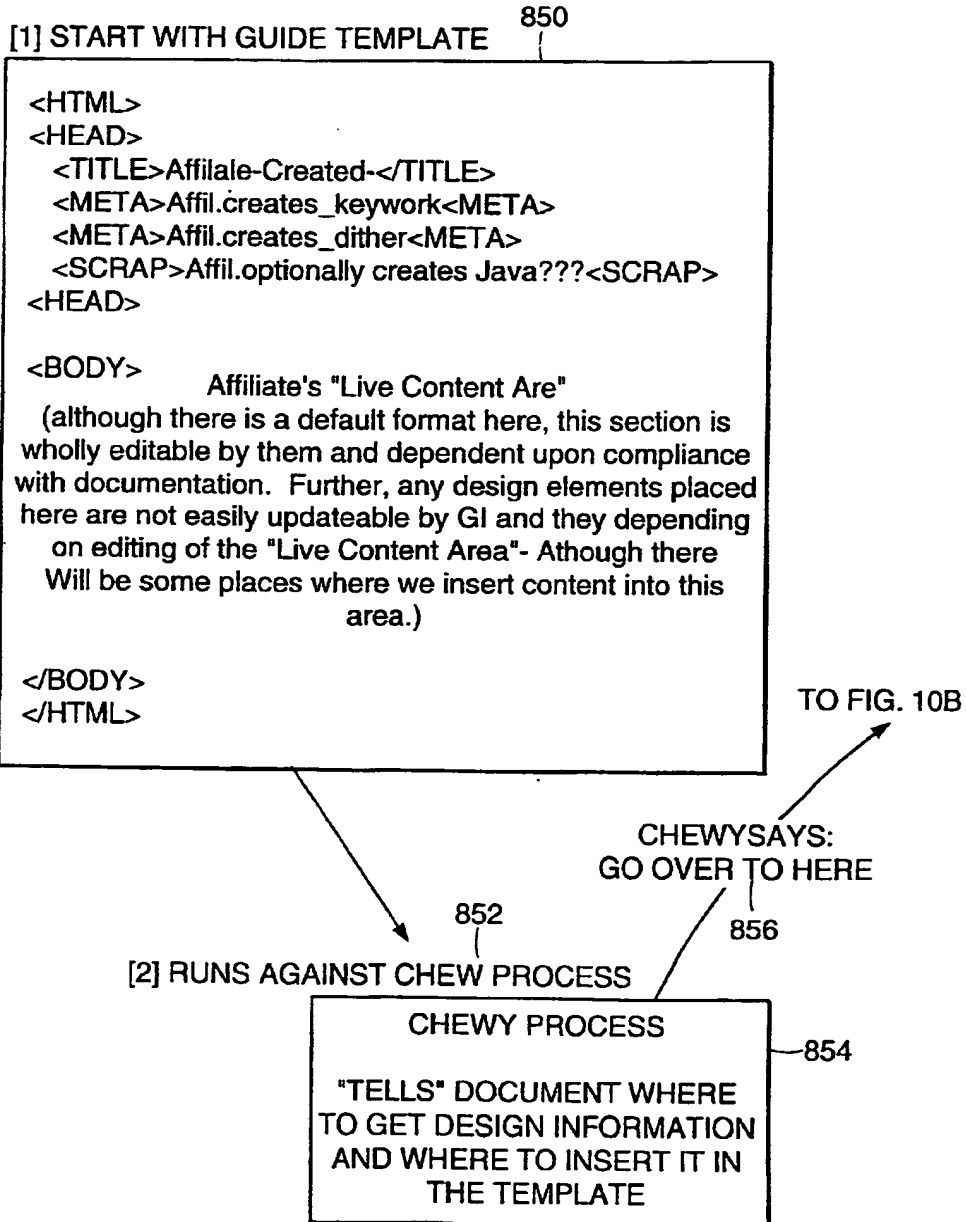 850
[1] START WITH GUIDE TEMPLATE
<HTML>
<HEAD>
<TITLE>Affilale-Created-</TITLE>
<META>Affil.creates_keywork<META>
<META>Affil.creates_dither<META>
<SCRAP>Affil.optionally creates Java???<SCRAP>
<HEAD>
<BODY>
Affiliate's "Live Content Are"
(although there is a default format here, this section is
wholly editable by them and dependent upon compliance
with documentation. Further, any design elements placed
here are not easily updateable by GI and they depending
on editing of the "Live Content Area"- Athough there
Will be some places where we insert content into this
area.)
</BODY>
</HTML>
TO FIG. 10B
CHEWYSAYS:
GO OVER TO HERE
856
852
[2] RUNS AGAINST CHEW PROCESS
CHEWY PROCESS
854
"TELLS" DOCUMENT WHERE
TO GET DESIGN INFORMATION
AND WHERE TO INSERT IT IN
THE TEMPLATE